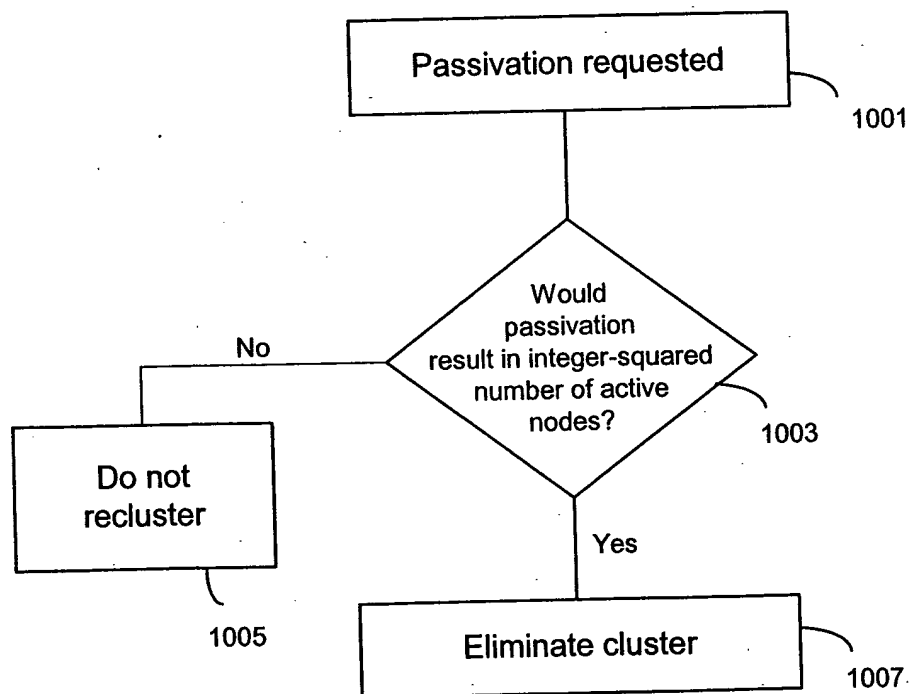 Passivation requested
1001
Would
passivation
result in integer-squared
number of active
nodes?
1003
No
Do not
recluster
1005
Yes
Eliminate cluster
1007